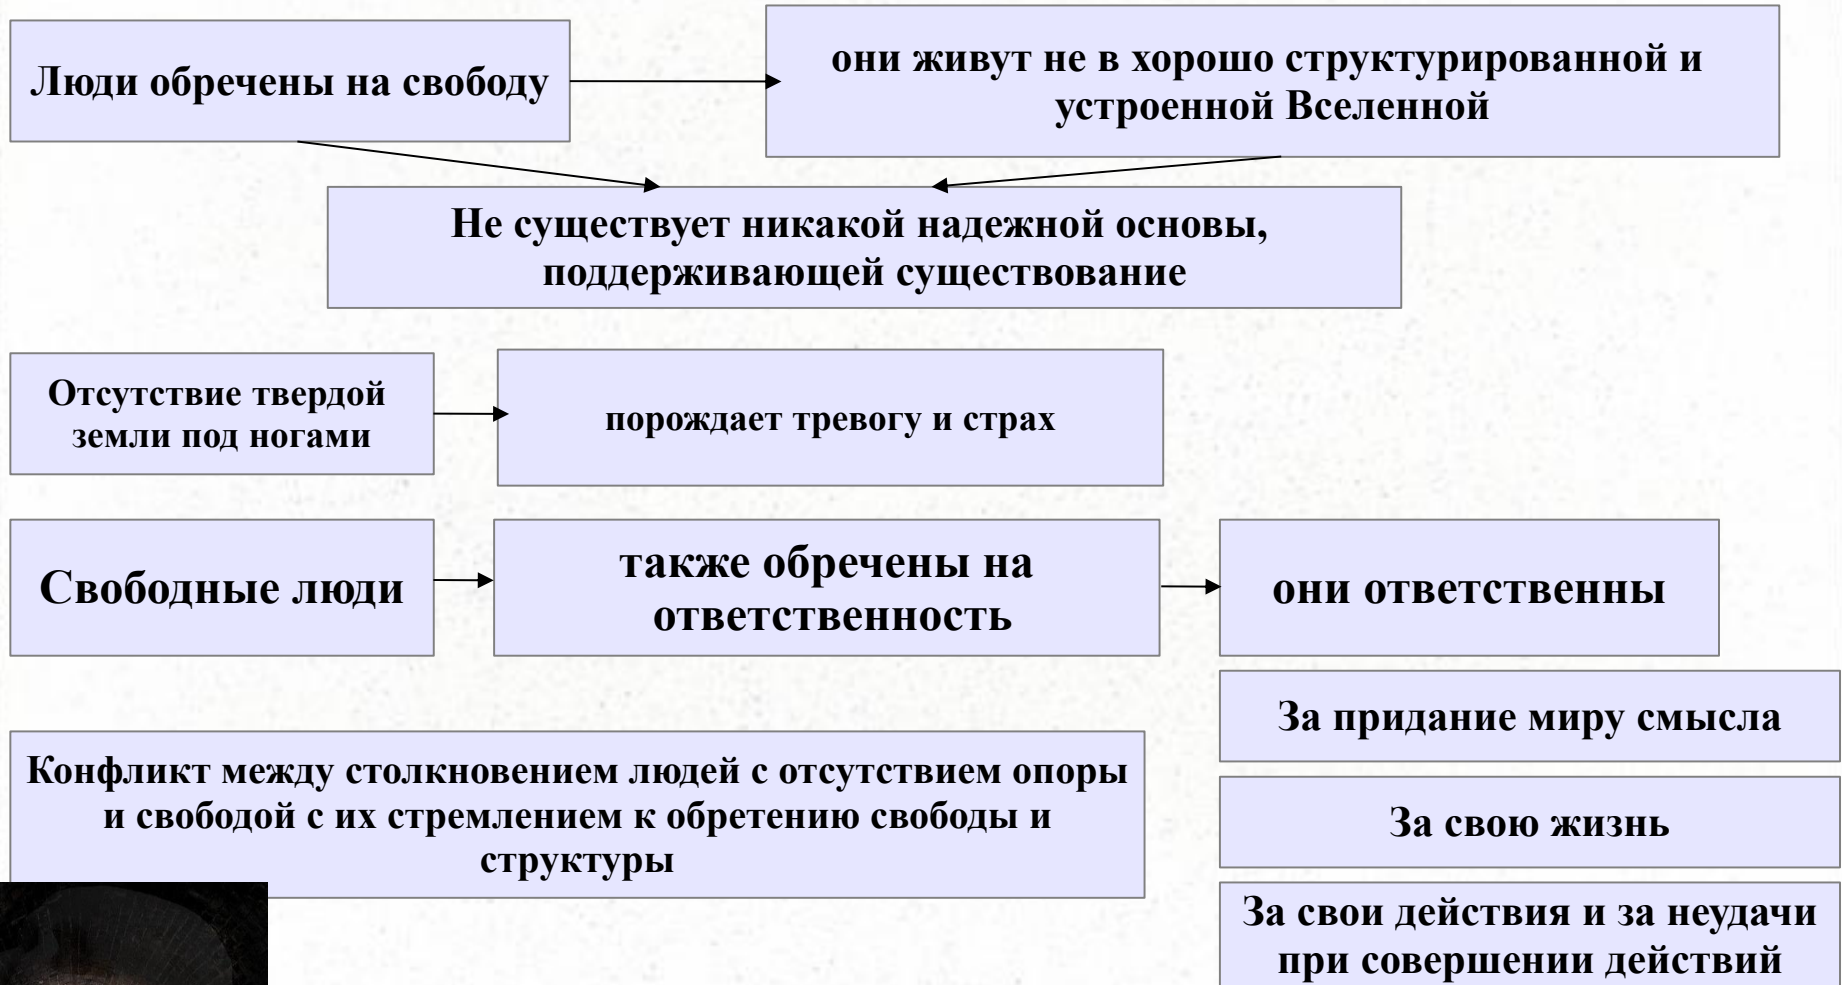 Люди обречены на свободу
они живут не в хорошо структурированной и
устроенной Вселенной
Не существует никакой надежной основы,
поддерживающей существование
Отсутствие твердой
земли под ногами
порождает тревогу и страх
Свободные люди
также обречены на
ответственность
они ответственны
За придание миру смысла
Конфликт между столкновением людей с отсутствием опоры
и свободой с их стремлением к обретению свободы и
структуры
За свою жизнь
За свои действия и за неудачи
при совершении действий